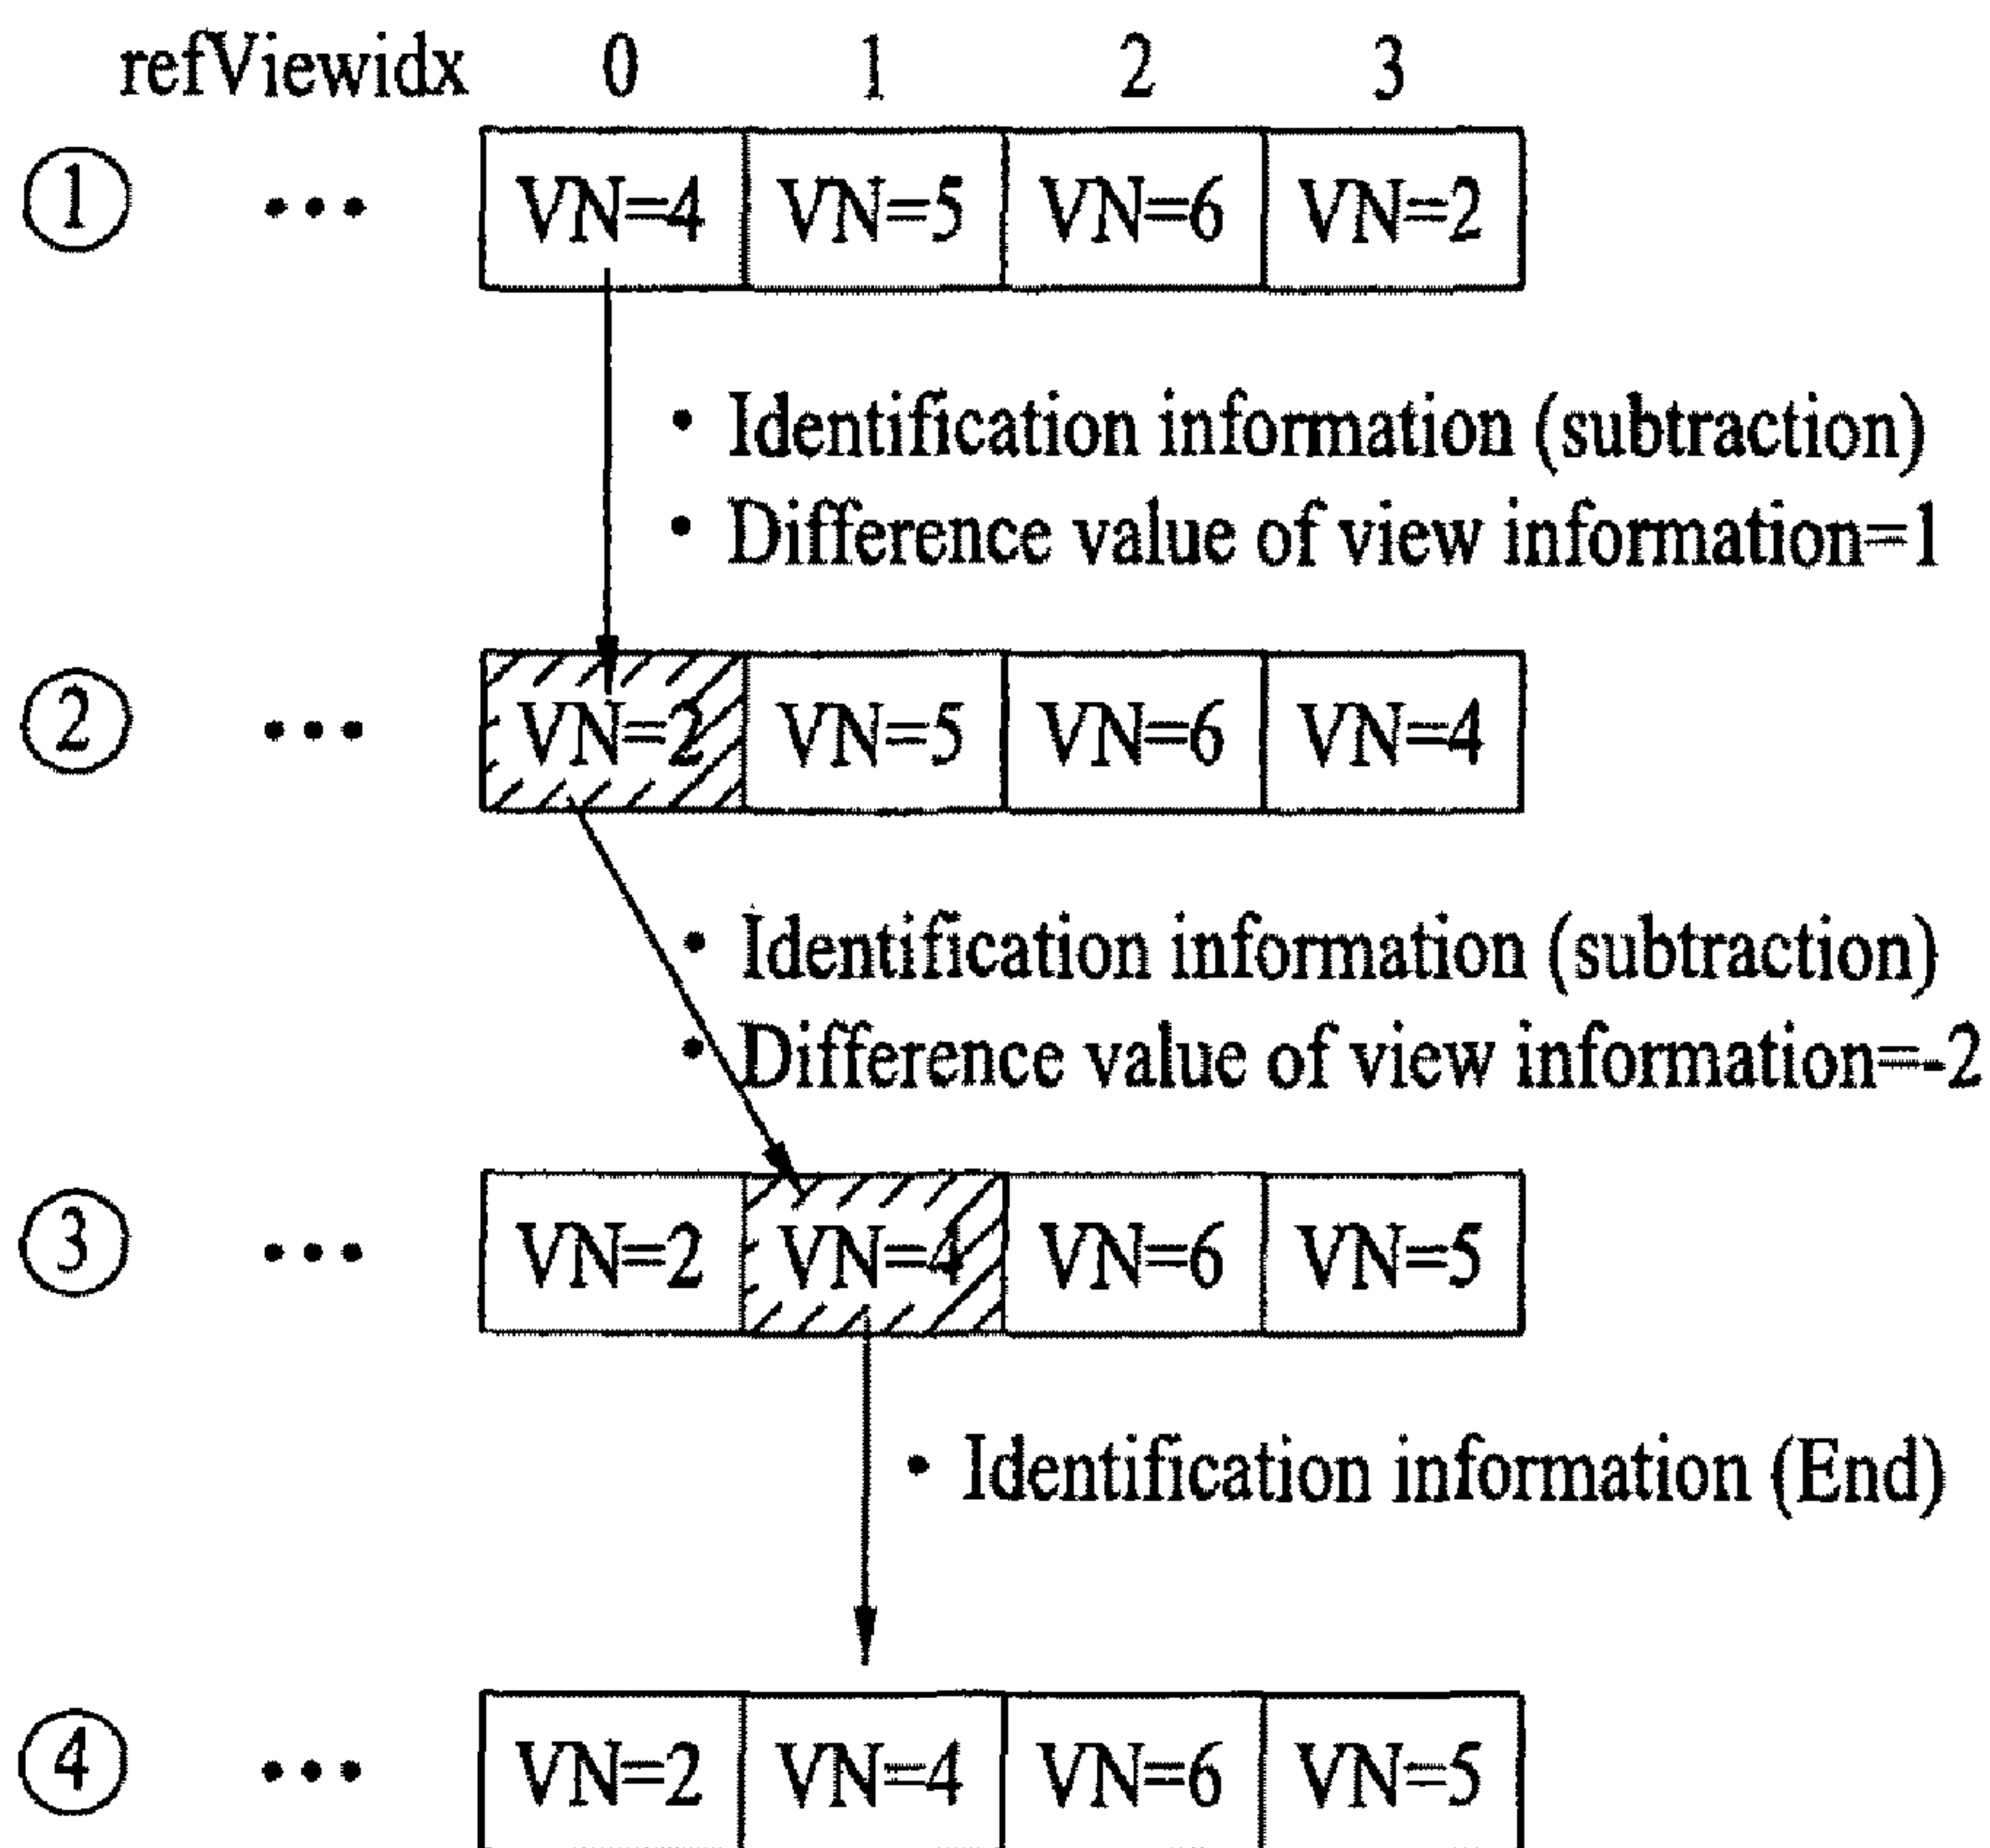 refViewidx 0 1 2 3
① ••• VN=4 VN=5 VN=6 VN=2
• Identification information (subtraction)
• Difference value of view information=1
② ••• VN=2 VN=5 VN=6 VN=4
• Identification information (subtraction)
• Difference value of view information=-2
③ ••• VN=2 VN=4 VN=6 VN=5
• Identification information (End)
④ ••• VN=2 VN=4 VN=6 VN=5